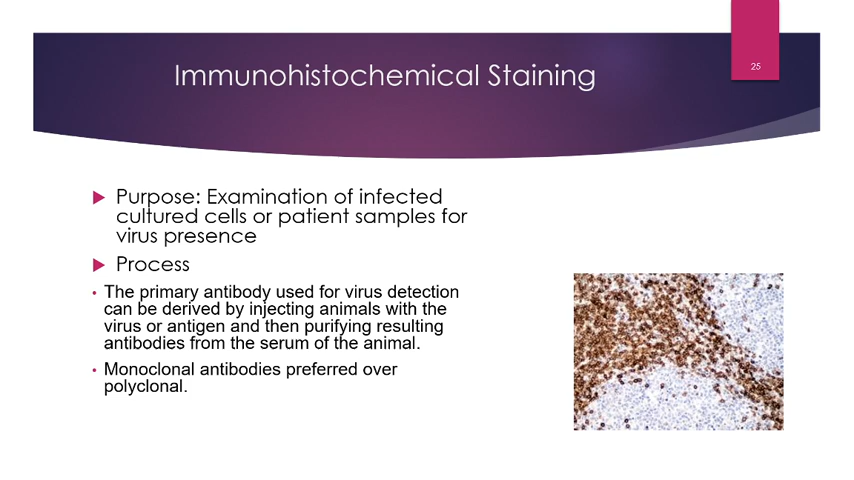 Immunohistochemical Staining
25
Purpose: Examination of infected
cultured cells or patient samples for
virus presence
Process
• The primary antibody used for virus detection
can be derived by injecting animals with the
virus or antigen and then purifying resulting
antibodies from the serum of the animal.
• Monoclonal antibodies preferred over
polyclonal.